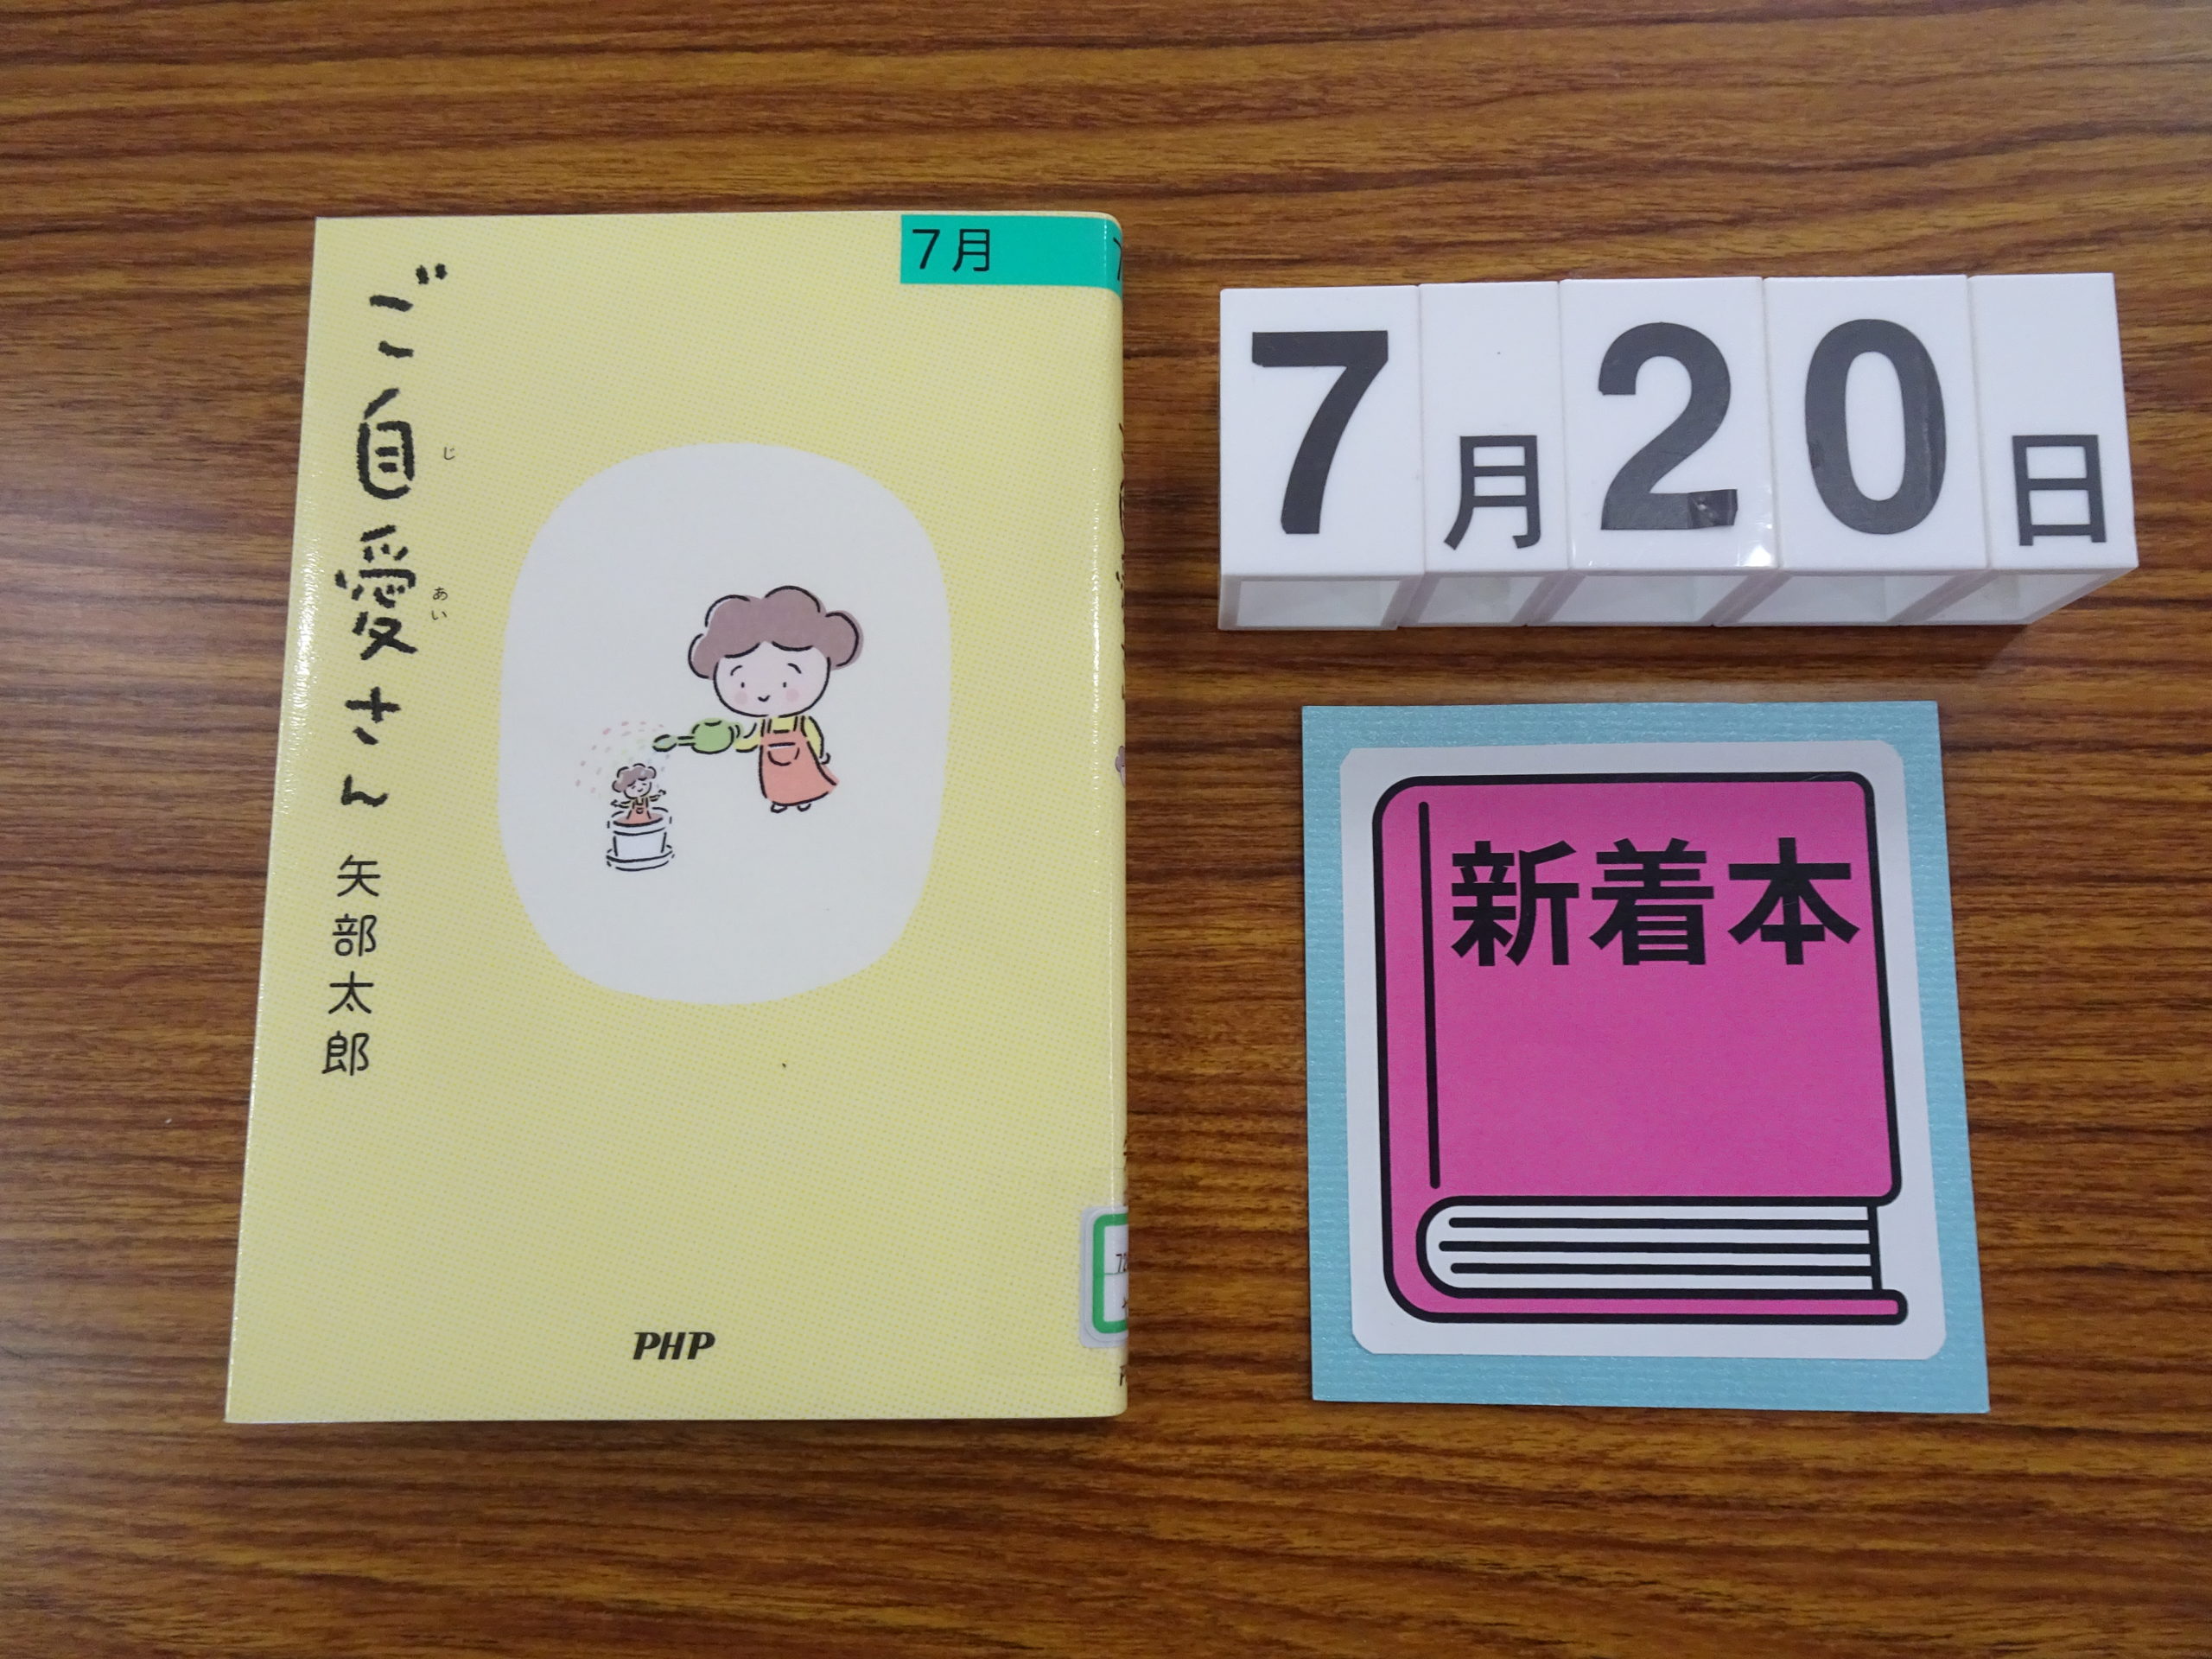 7月
ご自愛さん
じ
あい
矢部太郎
PHP
7月20日
新着本